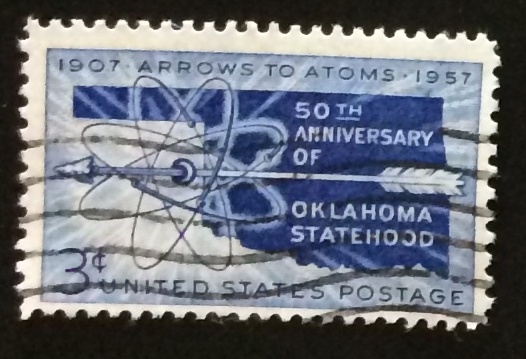 1907·ARROWS TO ATOMS·1957
50TH
ANNIVERSARY
OF
OKLAHOMA
STATEHOOD
3¢
UNITED STATES POSTAGE